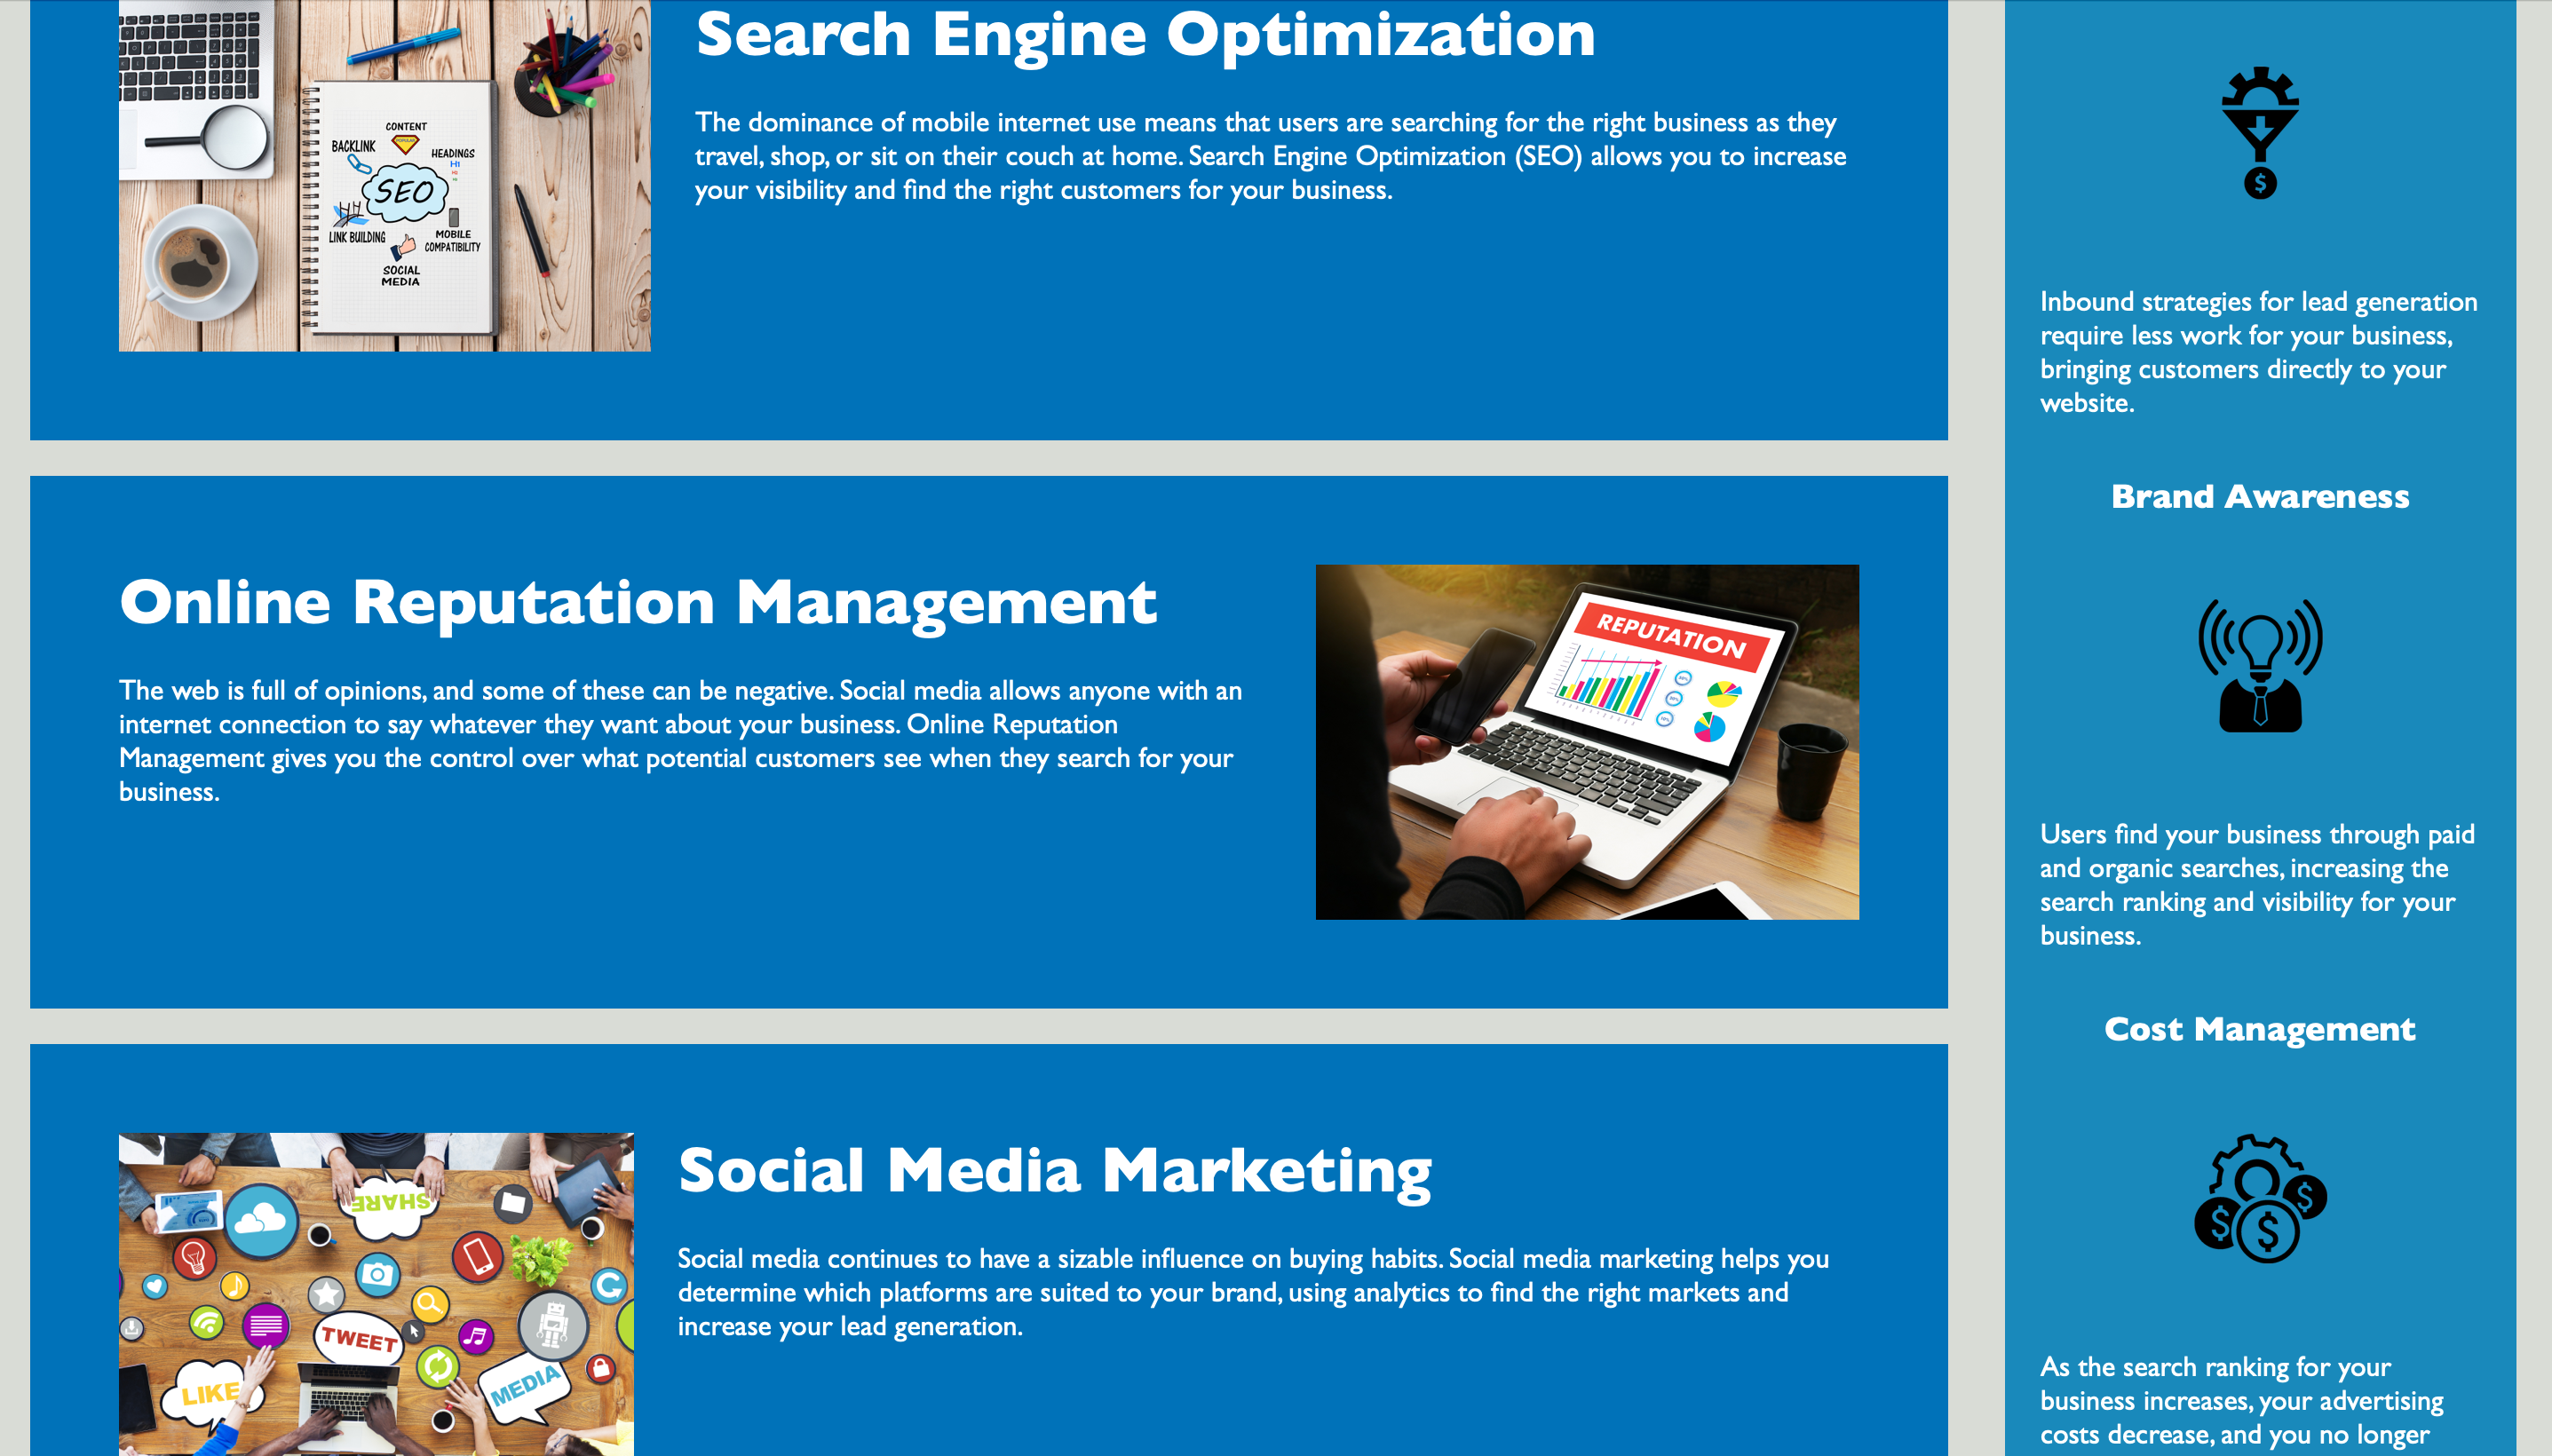 Search Engine Optimization
The dominance of mobile internet use means that users are searching for the right business as they
travel, shop, or sit on their couch at home. Search Engine Optimization (SEO) allows you to increase
your visibility and find the right customers for your business.
CONTENT
BACKLINK
HEADINGS
H1
SEO
LINK BUILDING
MOBILE
COMPATIBILITY
SOCIAL
MEDIA
Online Reputation Management
The web is full of opinions, and some of these can be negative. Social media allows anyone with an
internet connection to say whatever they want about your business. Online Reputation
Management gives you the control over what potential customers see when they search for your
business.
REPUTATION
Social Media Marketing
Social media continues to have a sizable influence on buying habits. Social media marketing helps you
determine which platforms are suited to your brand, using analytics to find the right markets and
increase your lead generation.
SHARE
TWEET
LIKE
MEDIA
$
Inbound strategies for lead generation
require less work for your business,
bringing customers directly to your
website.
Brand Awareness
Users find your business through paid
and organic searches, increasing the
search ranking and visibility for your
business.
Cost Management
$ $ $
As the search ranking for your
business increases, your advertising
costs decrease, and you no longer